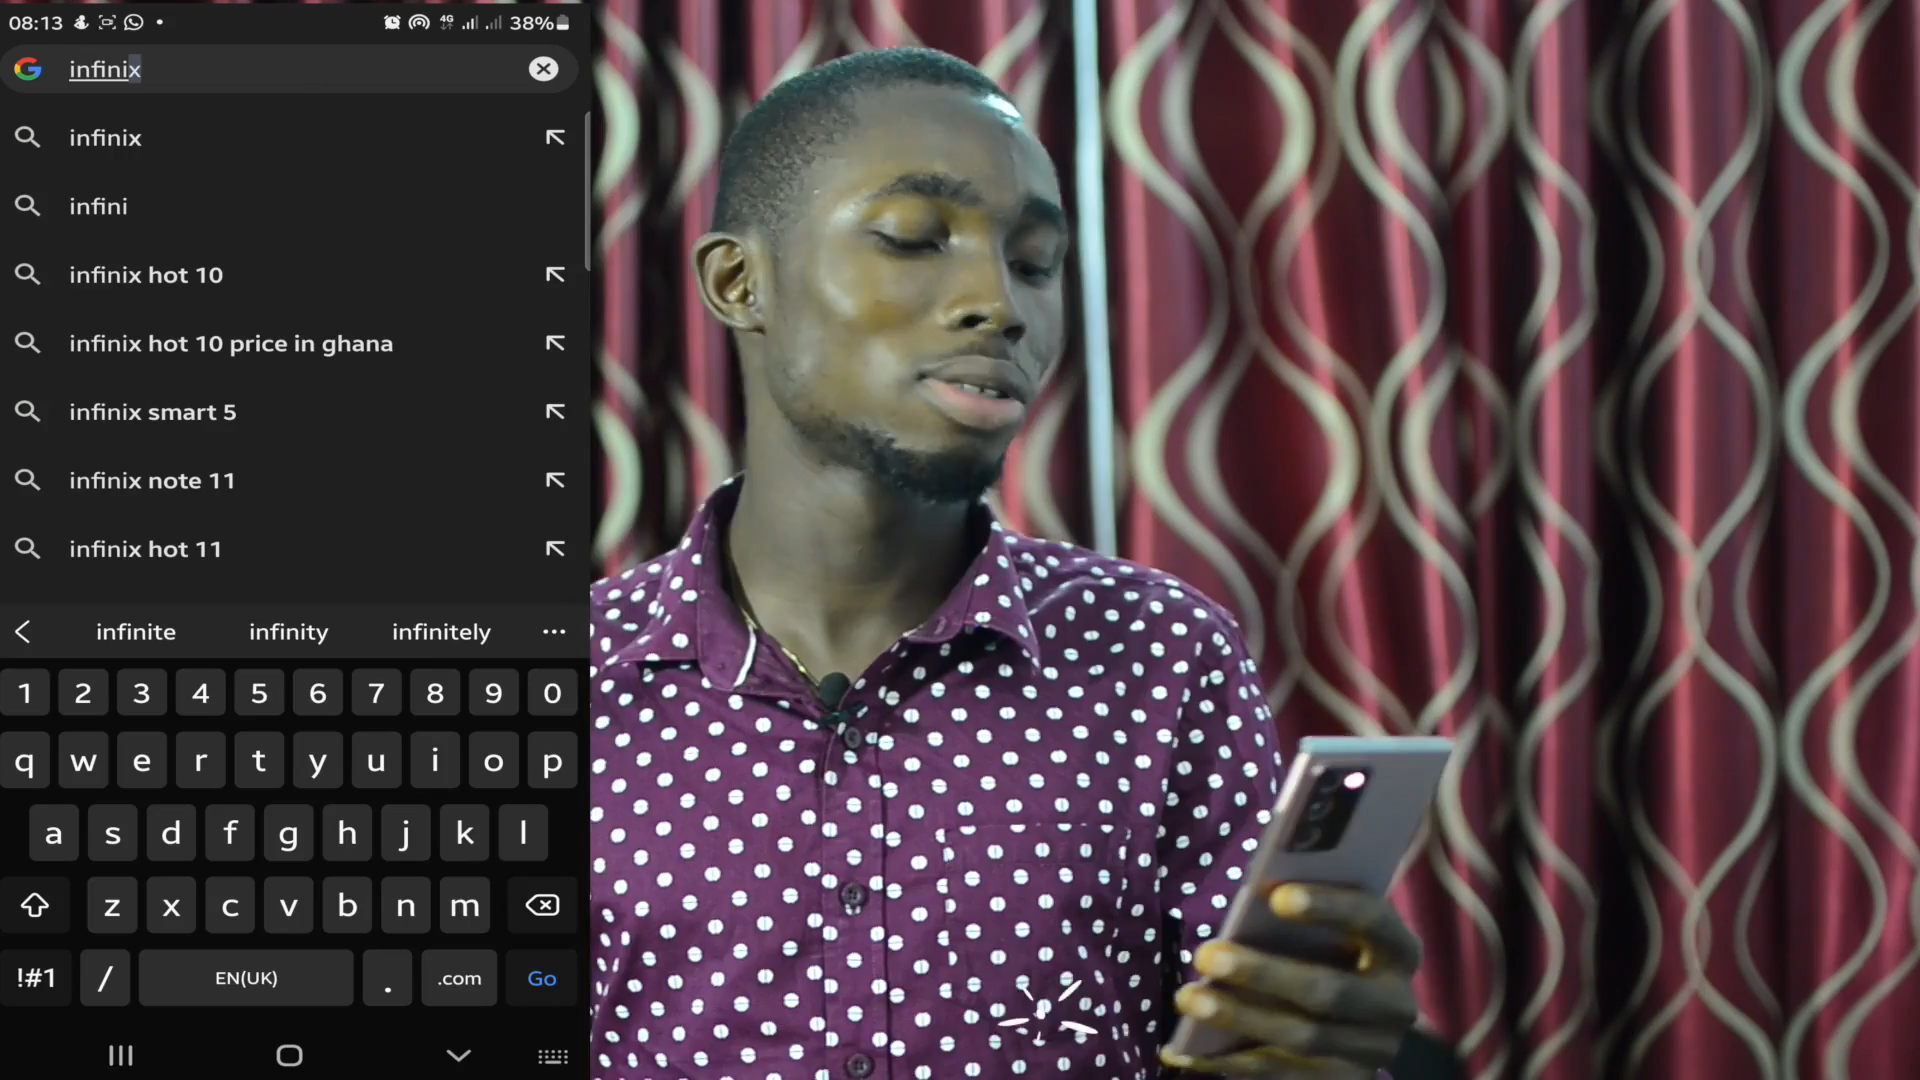 08:13 4G 38%
infinix
infinix
infini
infinix hot 10
infinix hot 10 price in ghana
infinix smart 5
infinix note 11
infinix hot 11
infinite infinity infinitely ...
1 2 3 4 5 6 7 8 9 0
q w e r t y u i o p
a s d f g h j k l
z x c v b n m
!#1 / EN(UK) . .com Go